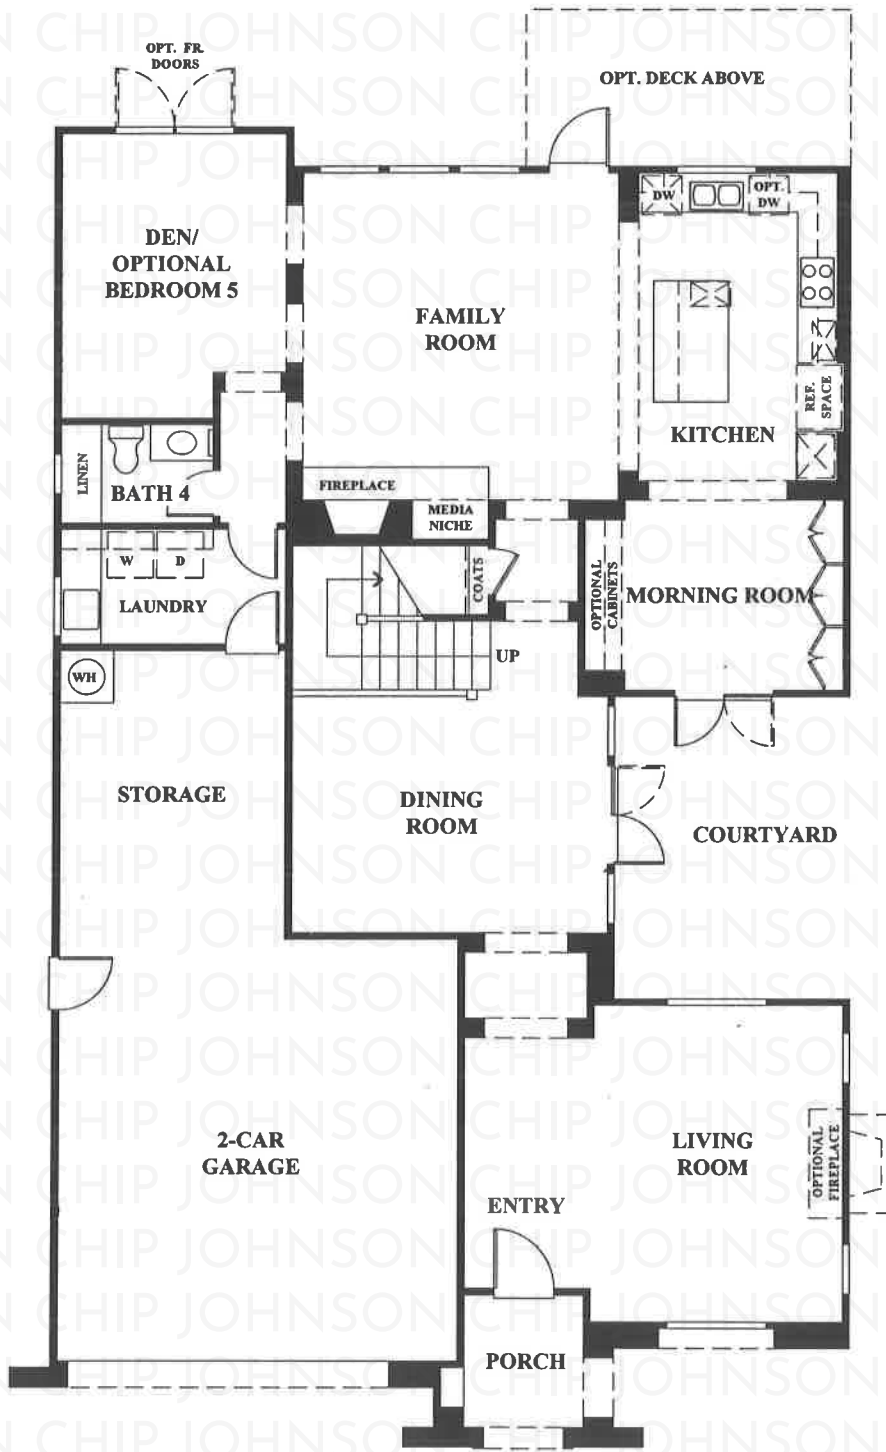 OPT. FR.
DOORS
OPT. DECK ABOVE
DW
OPT.
DW
DEN/
OPTIONAL
BEDROOM 5
FAMILY
ROOM
REF.
SPACE
KITCHEN
LINEN
BATH 4
FIREPLACE
MEDIA
NICHE
W
D
LAUNDRY
COATS
OPTIONAL
CABINETS
MORNING ROOM
UP
WH
STORAGE
DINING
ROOM
COURTYARD
2-CAR
GARAGE
LIVING
ROOM
OPTIONAL
FIREPLACE
ENTRY
PORCH
CHIP JOHNSON